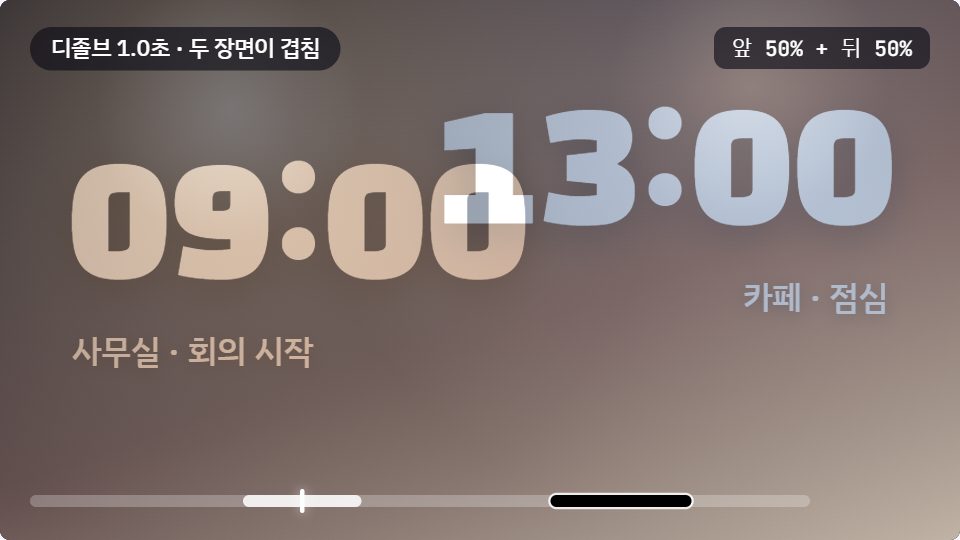 디졸브 1.0초 · 두 장면이 겹침
앞 50% + 뒤 50%
09:00
13:00
사무실 · 회의 시작
카페 · 점심